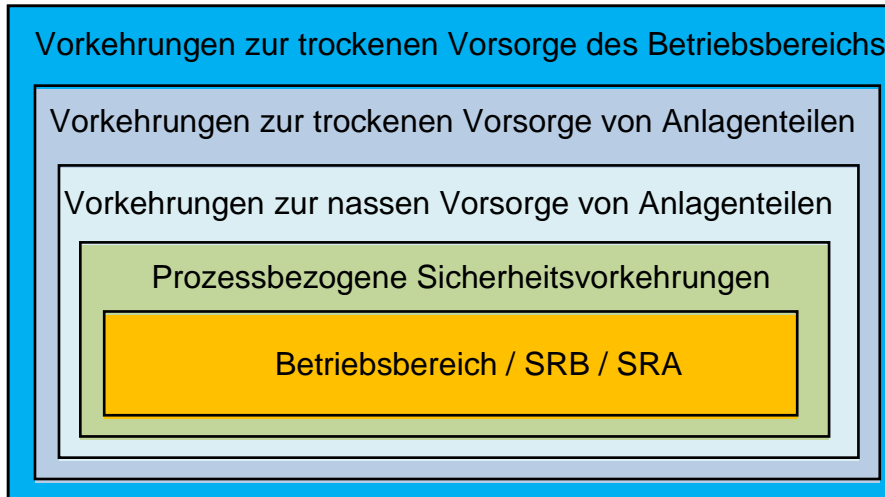 Vorkehrungen zur trockenen Vorsorge des Betriebsbereichs
Vorkehrungen zur trockenen Vorsorge von Anlagenteilen
Vorkehrungen zur nassen Vorsorge von Anlagenteilen
Prozessbezogene Sicherheitsvorkehrungen
Betriebsbereich / SRB / SRA